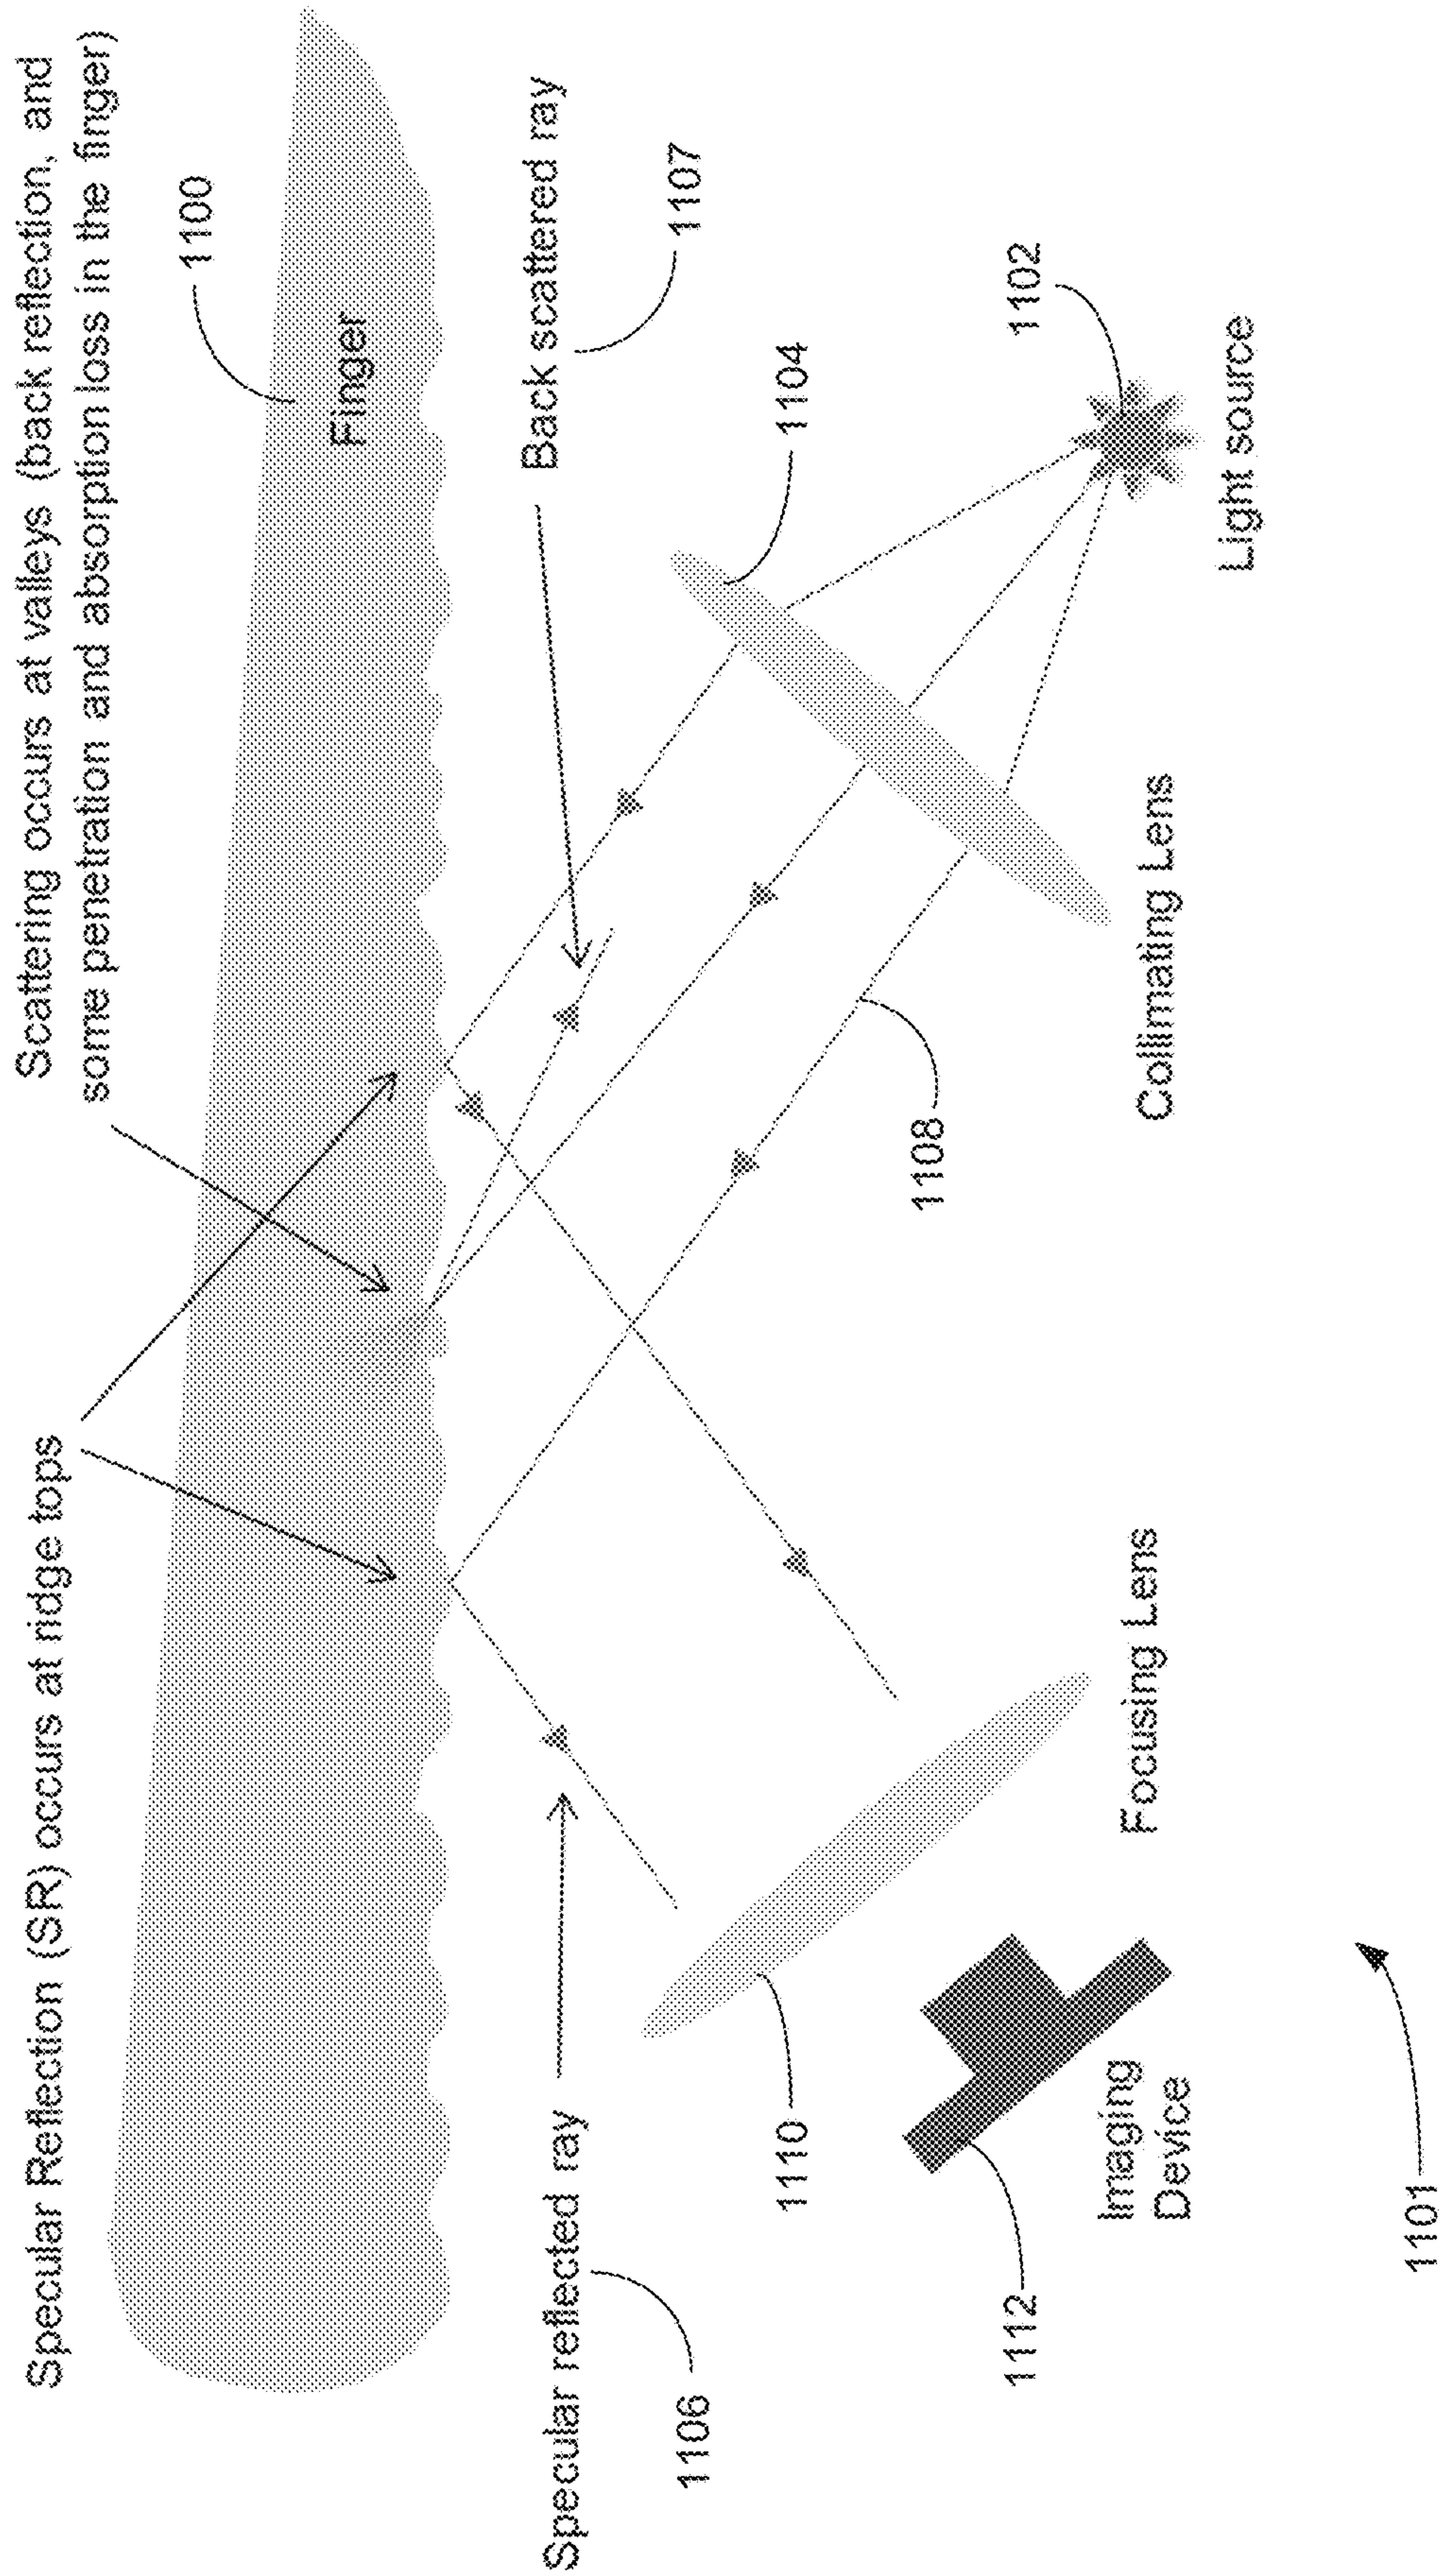 Specular Reflection (SR) occurs at ridge tops
Scattering occurs at valleys (back reflection, and
some penetration and absorption loss in the finger)
1100
Finger
Specular reflected ray
1106
Back scattered ray
1107
1104
1110
1108
1102
1112
Imaging
Device
Focusing Lens
Collimating Lens
Light source
1101